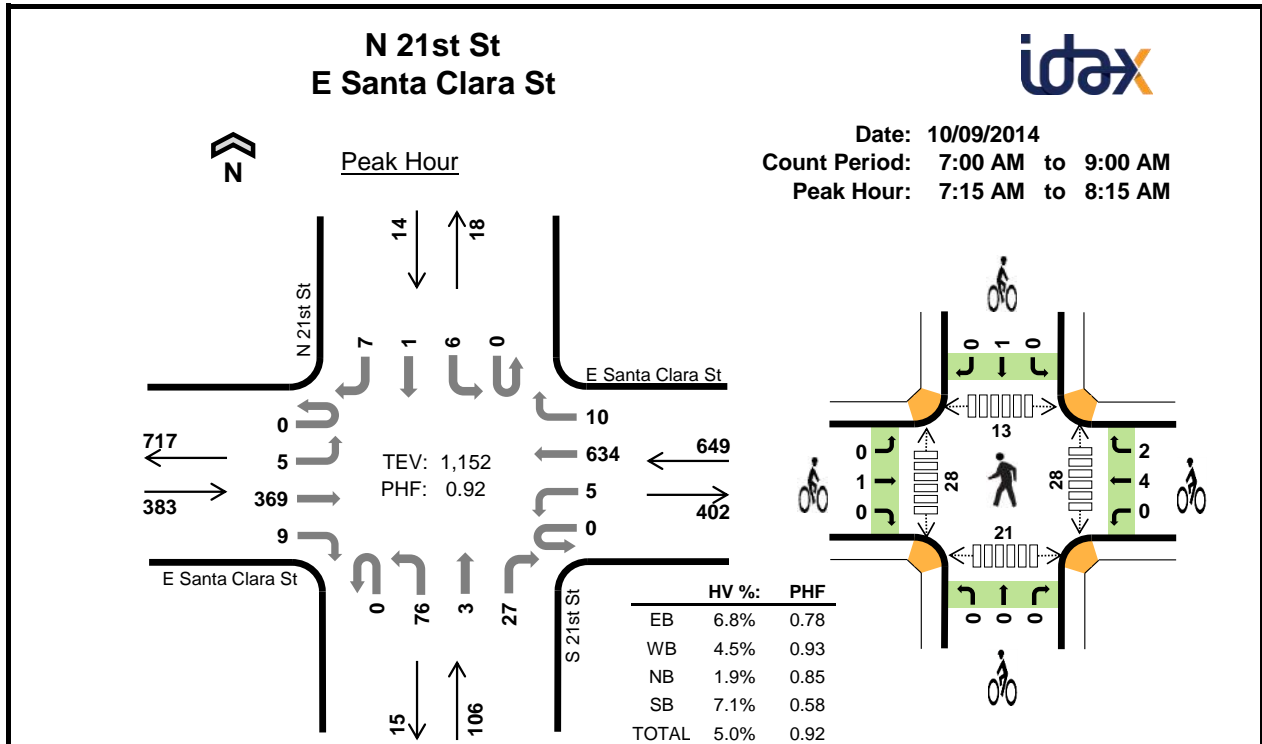 N 21st St
E Santa Clara St
idax
Date: 10/09/2014
Count Period: 7:00 AM to 9:00 AM
Peak Hour: 7:15 AM to 8:15 AM
N
Peak Hour
14
18
N 21st St
7
1
6
0
E Santa Clara St
0
5
369
9
717
383
TEV: 1,152
PHF: 0.92
10
634
5
0
649
402
E Santa Clara St
0
76
3
27
S 21st St
15
106
HV %: PHF
EB 6.8% 0.78
WB 4.5% 0.93
NB 1.9% 0.85
SB 7.1% 0.58
TOTAL 5.0% 0.92
0
1
0
13
0
1
0
28
28
2
4
0
21
0
0
0